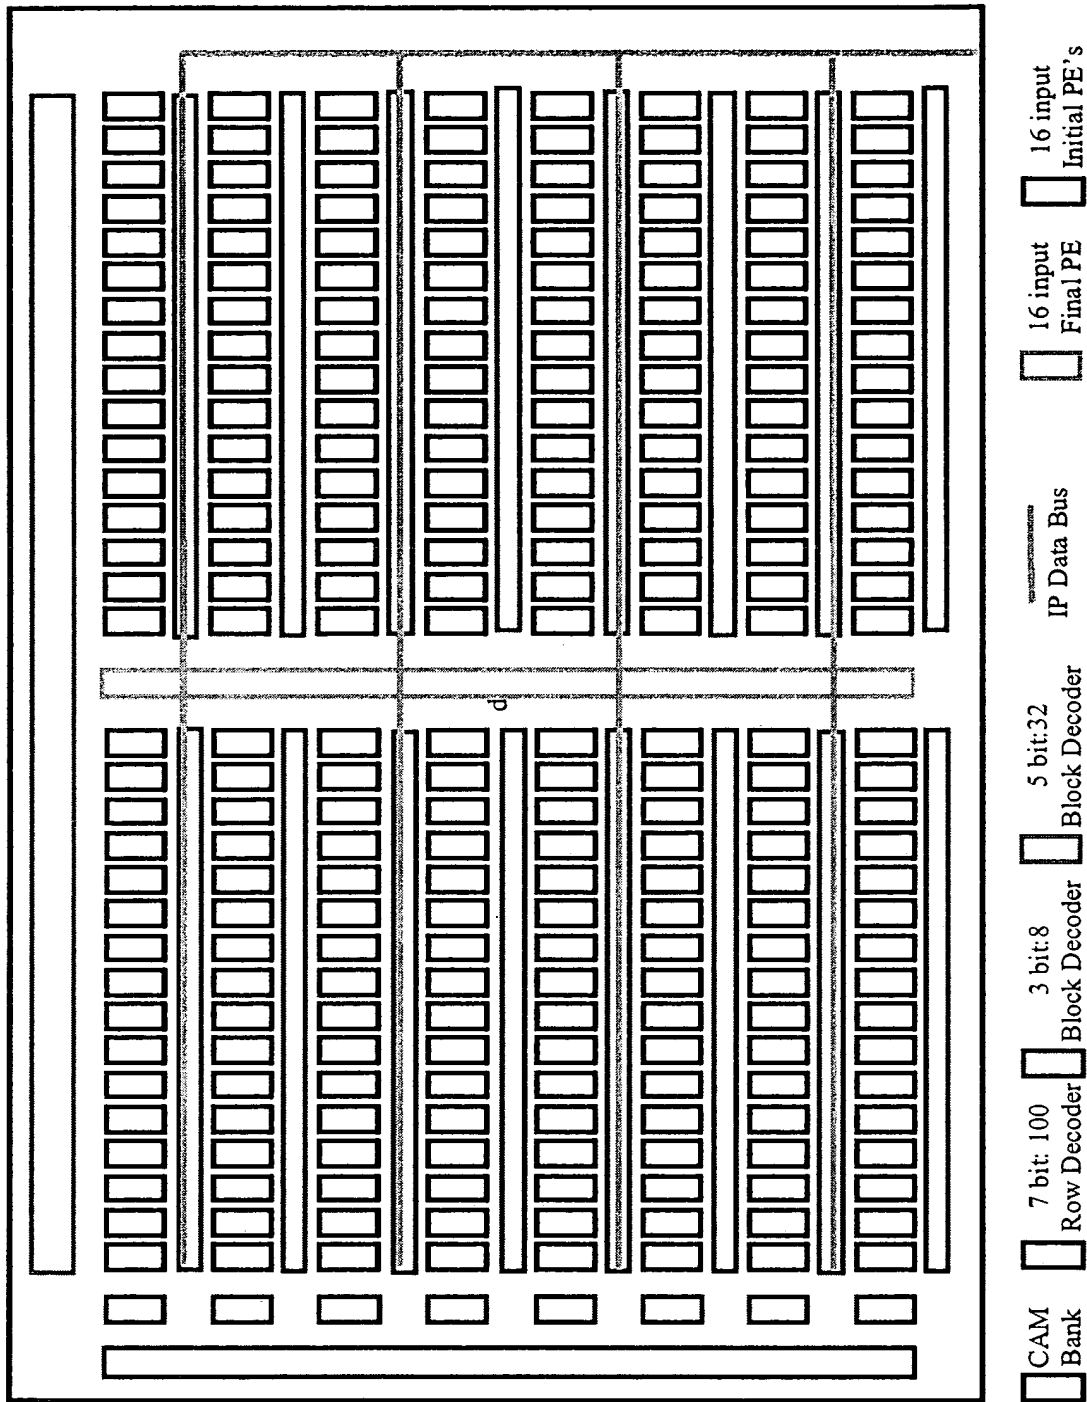 d
CAM
Bank
7 bit: 100
Row Decoder
3 bit:8
Block Decoder
5 bit:32
Block Decoder
IP Data Bus
16 input
Final PE
16 input
Initial PE's